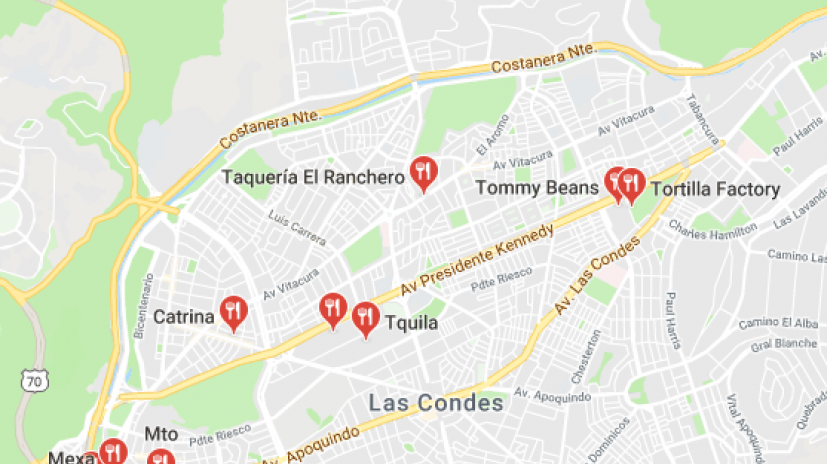 Costanera Nte.
Tabancura
Av.
Costanera Nte.
El Aromo
Av Vitacura
Paul Harris
Av Vitacura
Taquería El Ranchero
Tommy Beans
Tortilla Factory
Las Lavandu
Luis Carrera
Charles Hamilton
Av Presidente Kennedy
Camino Las
Av. Las Condes
Pdte Riesco
Av Vitacura
Bicentenario
Catrina
Tquila
Paul Harris
Camino El Alba
Gral Blanche
Chesterton
70
Las Condes
Av. Apoquindo
Vital Apoquindo
Quebrada
Mto
Pdte Riesco
Av. Apoquindo
Dominicos
Mexa